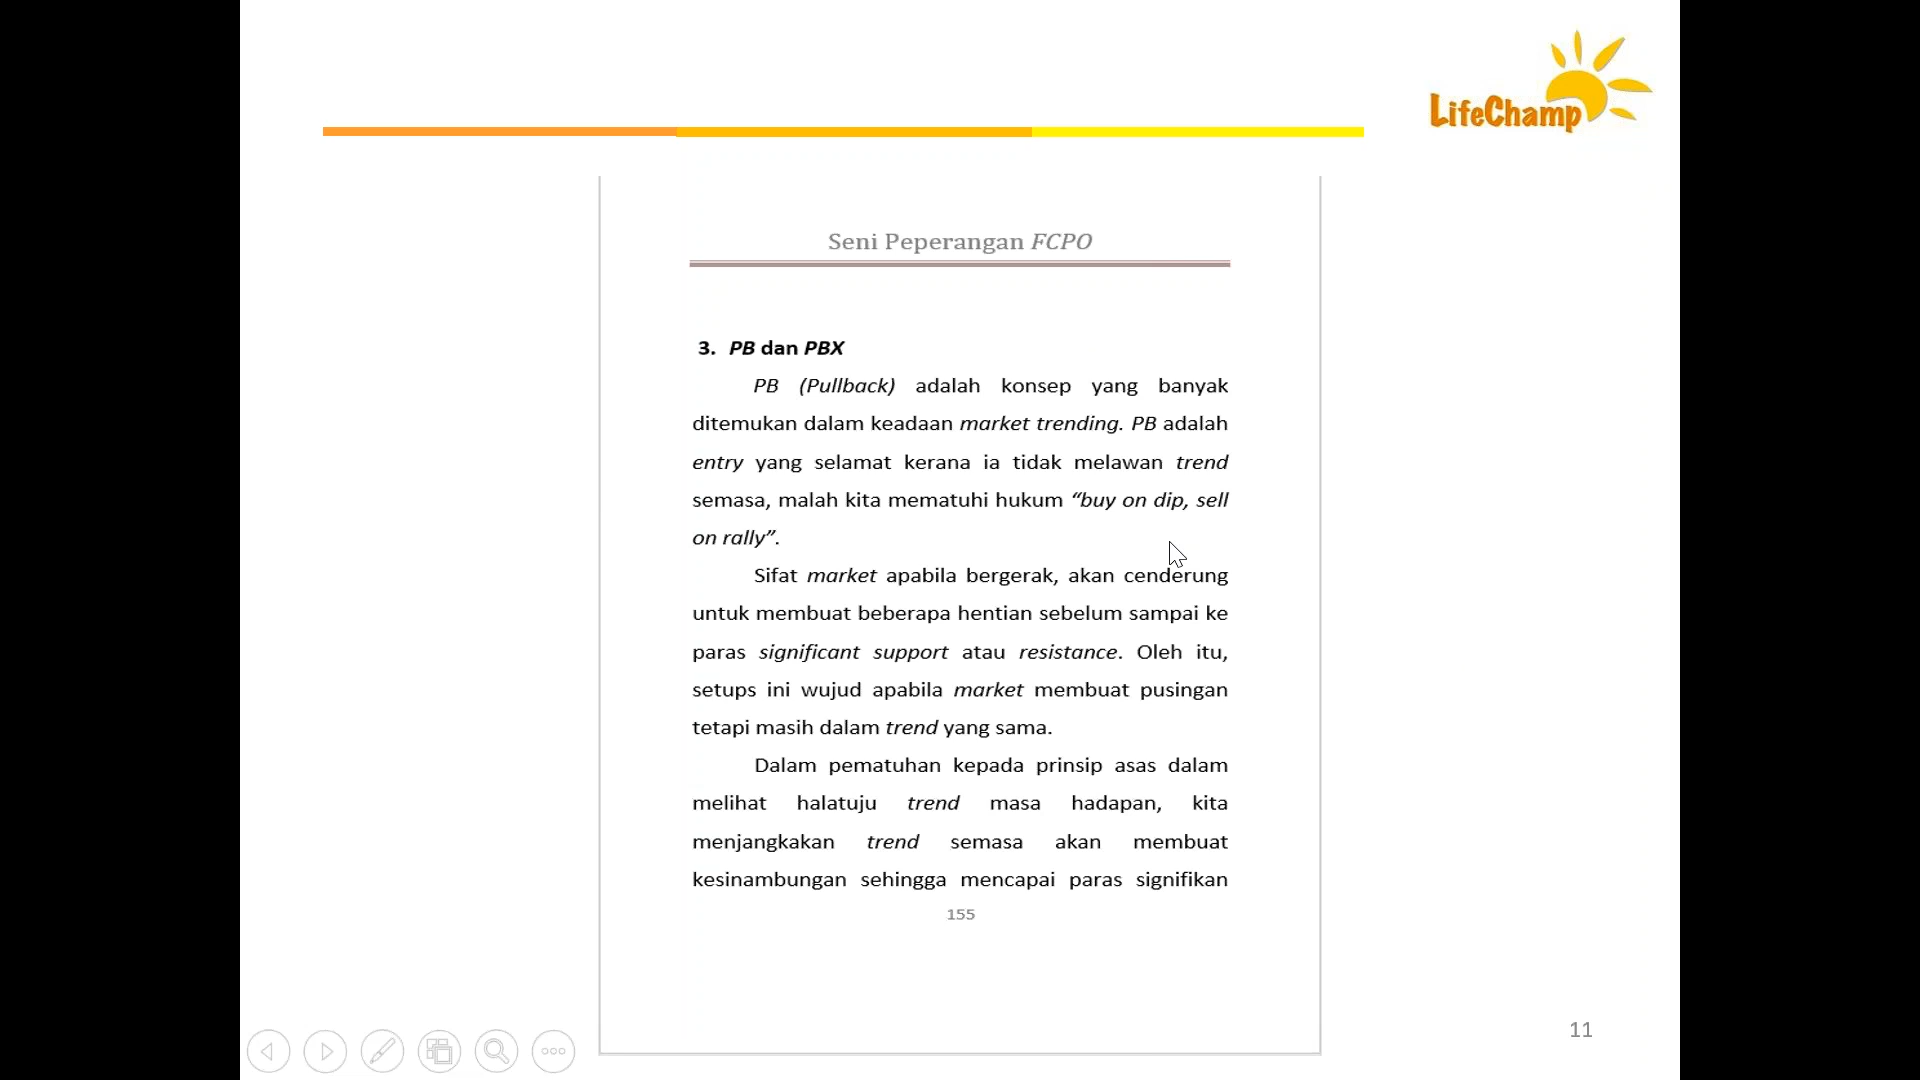 LifeChamp
Seni Peperangan FCPO
3. PB dan PBX
PB (Pullback) adalah konsep yang banyak
ditemukan dalam keadaan market trending. PB adalah
entry yang selamat kerana ia tidak melawan trend
semasa, malah kita mematuhi hukum “buy on dip, sell
on rally”.
Sifat market apabila bergerak, akan cenderung
untuk membuat beberapa hentian sebelum sampai ke
paras significant support atau resistance. Oleh itu,
setups ini wujud apabila market membuat pusingan
tetapi masih dalam trend yang sama.
Dalam pematuhan kepada prinsip asas dalam
melihat halatuju trend masa hadapan, kita
menjangkakan trend semasa akan membuat
kesinambungan sehingga mencapai paras signifikan
155
11